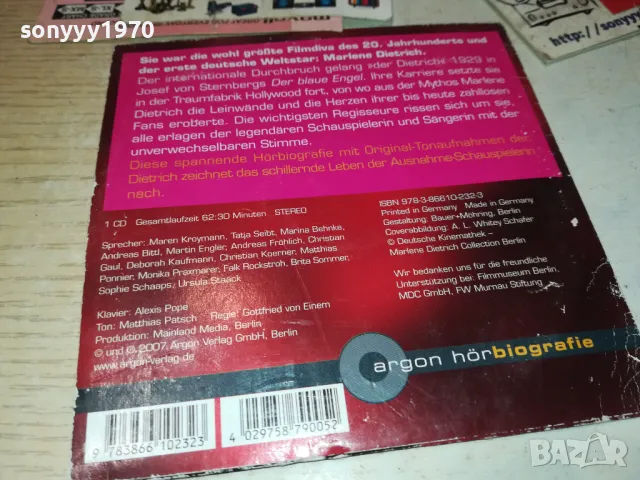 sonyyy1970
http://sony
Sie war die wohl größte Filmdiva des 20. Jahrhunderts und
der erste deutsche Weltstar: Marlene Dietrich.
Der internationale Durchbruch gelang »der Dietrich« 1929 in
Josef von Sternbergs Der blaue Engel. Ihre Karriere setzte sie
in der Traumfabrik Hollywood fort, von wo aus der Mythos Marlene
Dietrich die Leinwände und die Herzen ihrer bis heute zahllosen
Fans eroberte. Die wichtigsten Regisseure rissen sich um sie,
alle erlagen der legendären Schauspielerin und Sängerin mit der
unverwechselbaren Stimme.
Diese spannende Hörbiografie mit Original-Tonaufnahmen der
Dietrich zeichnet das schillernde Leben der Ausnahme-Schauspielerin
nach.
1 CD Gesamtlaufzeit 62:30 Minuten STEREO
Sprecher: Maren Kroymann, Tatja Seibt, Marina Behnke,
Andreas Bittl, Martin Engler, Andreas Fröhlich, Christian
Gaul, Deborah Kaufmann, Christian Koerner, Matthias
Ponnier, Monika Praxmarer, Falk Rockstroh, Brita Sommer,
Sophie Schaaps, Ursula Staack
Klavier: Alexis Pope
Ton: Matthias Patsch Regie: Gottfried von Einem
Produktion: Mainland Media, Berlin
℗ und © 2007 Argon Verlag GmbH, Berlin
www.argon-verlag.de
ISBN 978-3-86610-232-3
Printed in Germany Made in Germany
Gestaltung: Bauer+Möhring, Berlin
Coverabbildung: A. L. Whitey Schafer
© Deutsche Kinemathek –
Marlene Dietrich Collection Berlin
Wir bedanken uns für die freundliche
Unterstützung bei: Filmmuseum Berlin,
MDC GmbH, FW Murnau Stiftung
argon hörbiografie
9 783866 102323
4 029758 790052
BAZAR
bg